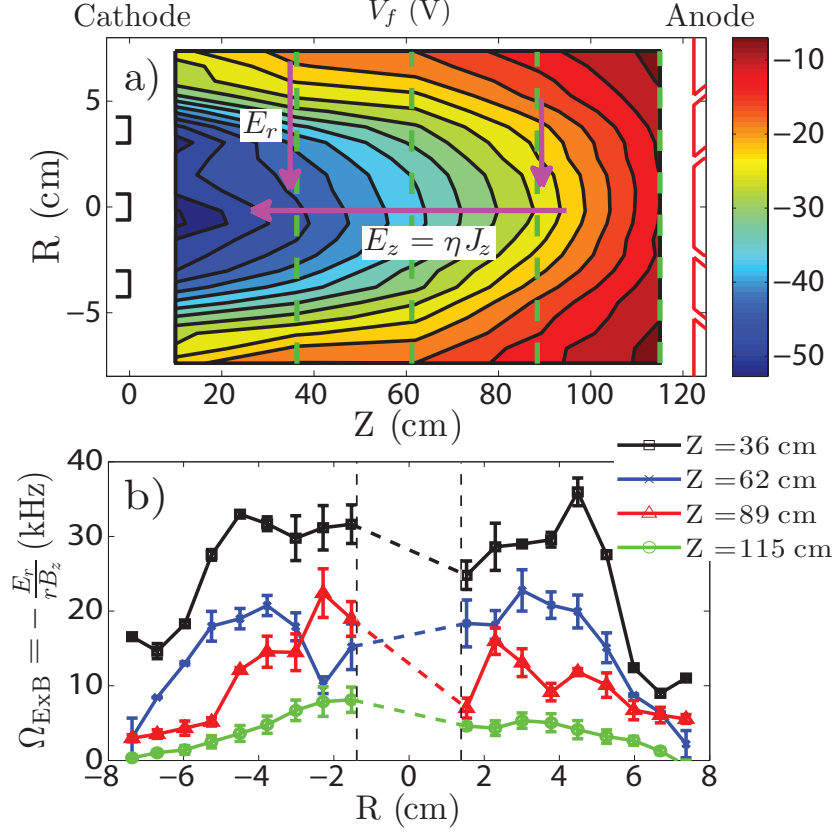 Cathode V_f (V) Anode
a)
E_r
E_z = η J_z
R (cm)
5
0
−5
0 20 40 60 80 100 120
Z (cm)
−10
−20
−30
−40
−50
b)
Z = 36 cm
Z = 62 cm
Z = 89 cm
Z = 115 cm
Ω_ExB = − E_r / rB_z (kHz)
40
30
20
10
0
−8 −6 −4 −2 0 2 4 6 8
R (cm)